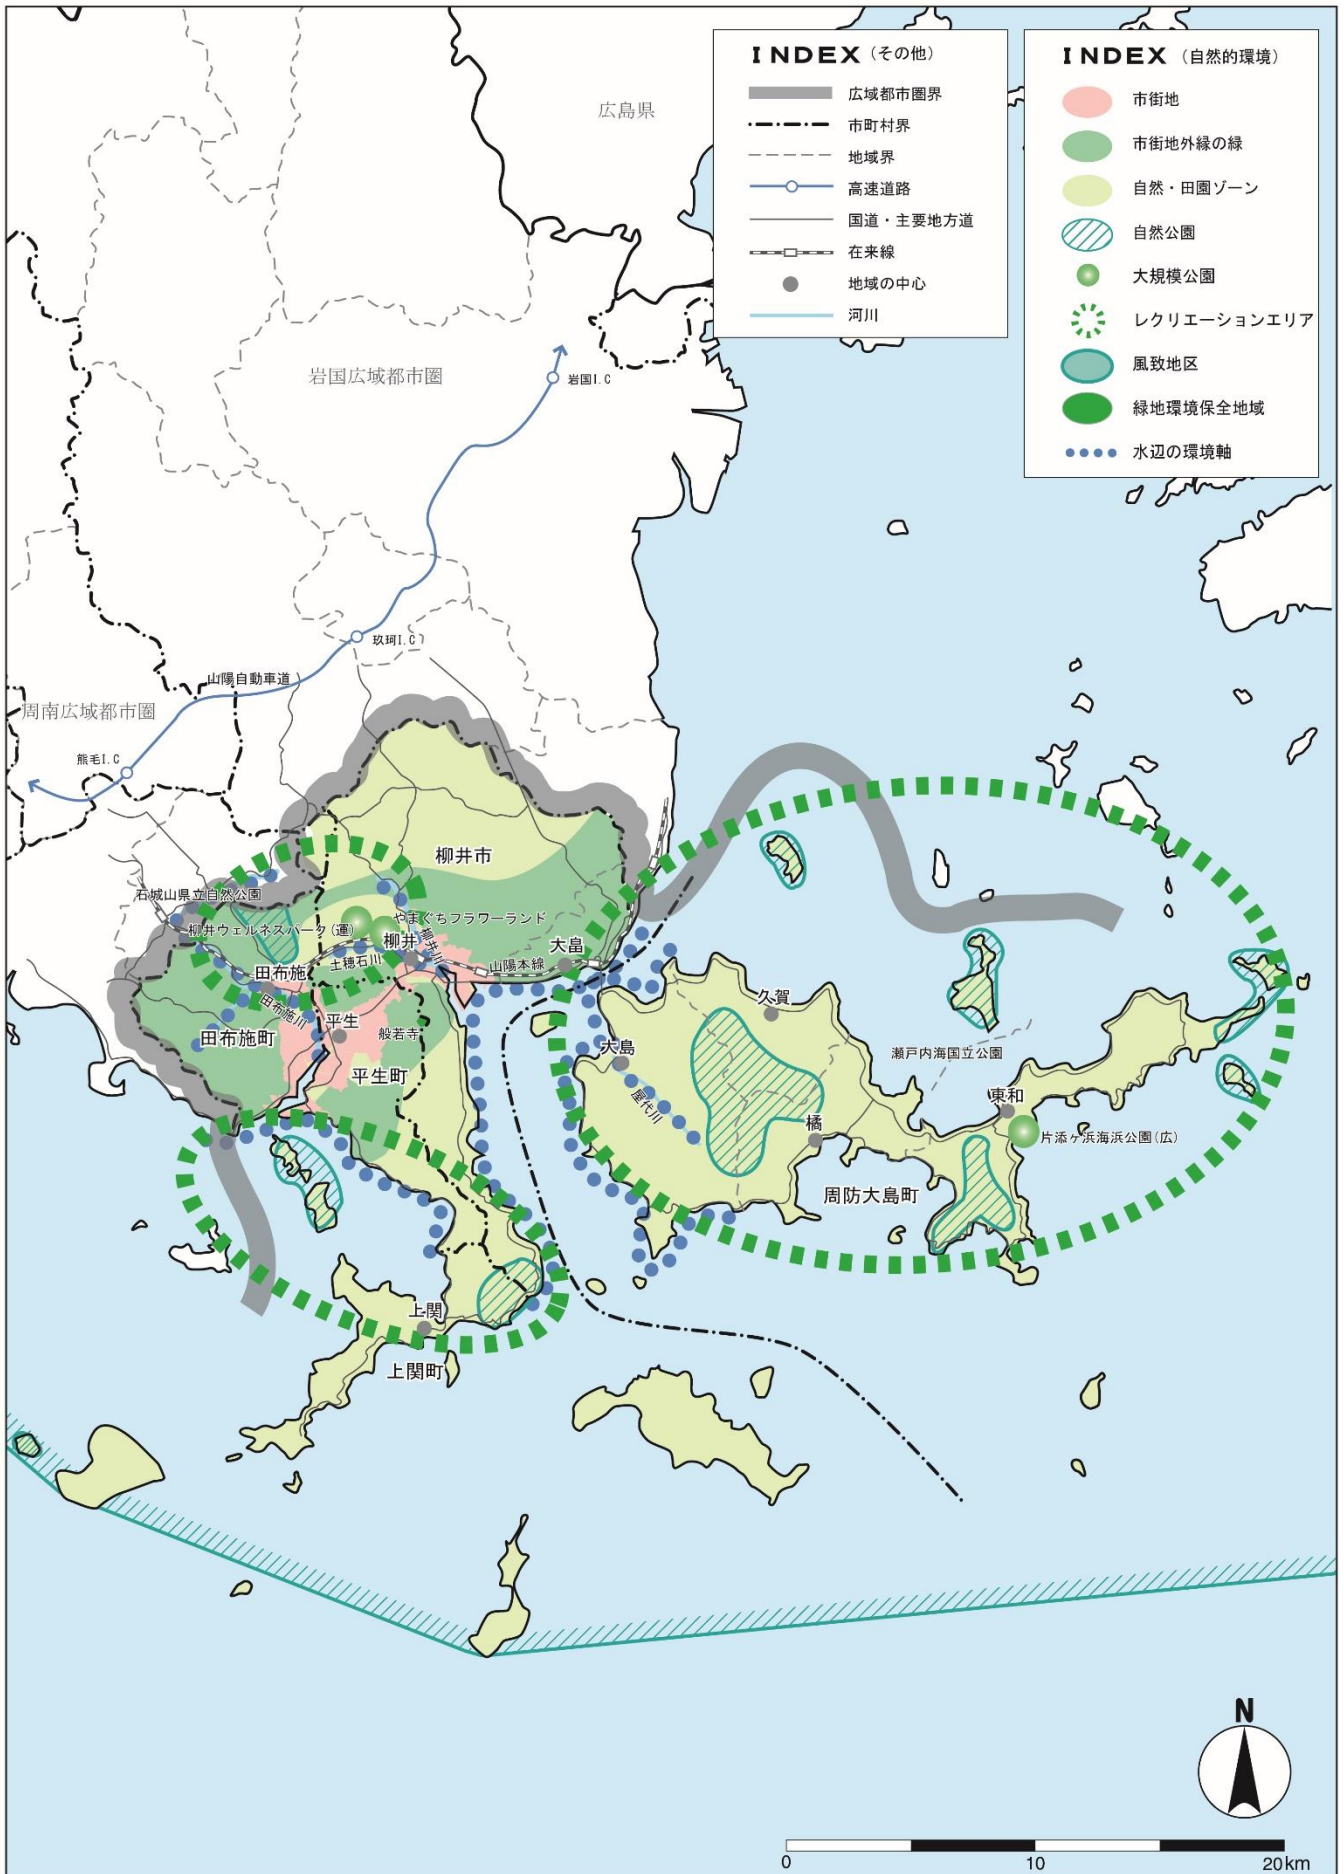 INDEX (その他)
広域都市圏界
市町村界
地域界
高速道路
国道・主要地方道
在来線
地域の中心
河川
INDEX (自然的環境)
市街地
市街地外縁の緑
自然・田園ゾーン
自然公園
大規模公園
レクリエーションエリア
風致地区
緑地環境保全地域
水辺の環境軸
広島県
岩国広域都市圏
岩国I.C
玖珂I.C
山陽自動車道
周南広域都市圏
熊毛I.C
柳井市
石城山県立自然公園
やまぐちフラワーランド
柳井ウェルネスパーク(運)
柳井
柳井川
大畠
土穂石川
山陽本線
田布施
田布施川
久賀
平生
般若寺
田布施町
大島
瀬戸内海国立公園
平生町
屋代川
東和
橘
片添ヶ浜海浜公園(広)
周防大島町
上関
上関町
N
0 10 20km